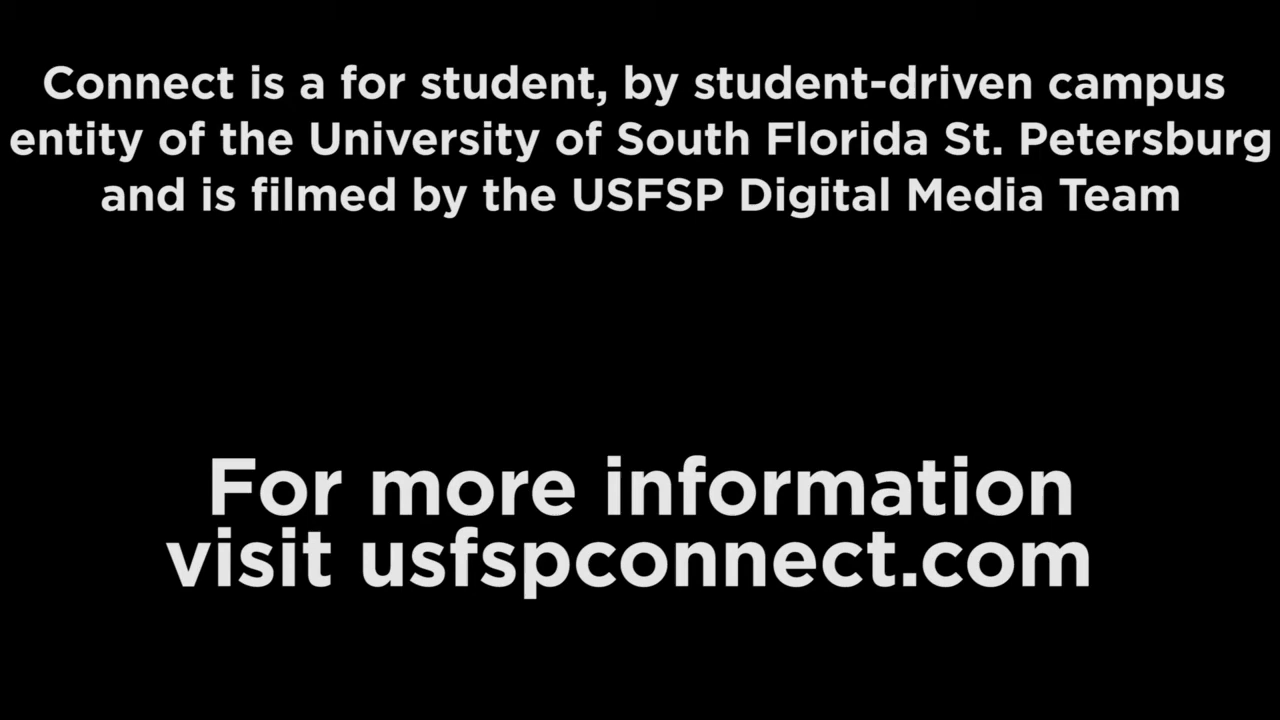 Connect is a for student, by student-driven campus
entity of the University of South Florida St. Petersburg
and is filmed by the USFSP Digital Media Team
For more information
visit usfspconnect.com